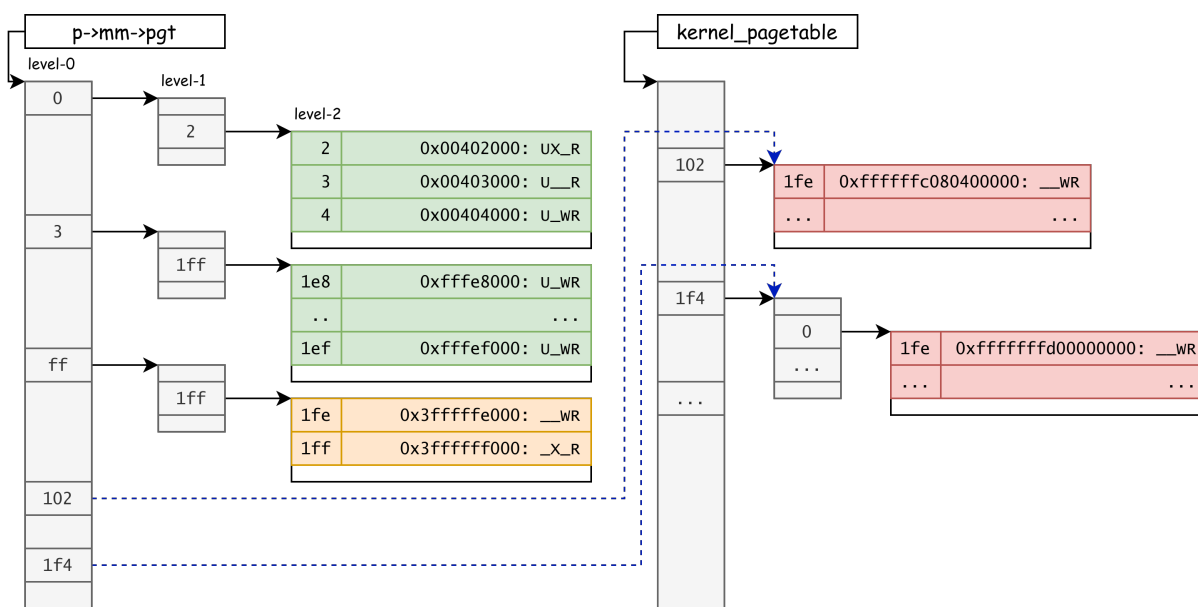 p->mm->pgt
kernel_pagetable
level-0
level-1
level-2
0
2
2 0x00402000: UX_R
3 0x00403000: U__R
4 0x00404000: U_WR
3
1ff
1e8 0xfffe8000: U_WR
.. ...
1ef 0xfffef000: U_WR
ff
1ff
1fe 0x3fffffe000: __WR
1ff 0x3ffffff000: _X_R
102
1f4
102
1fe 0xffffffc080400000: __WR
... ...
1f4
0
...
1fe 0xfffffffd00000000: __WR
... ...
...